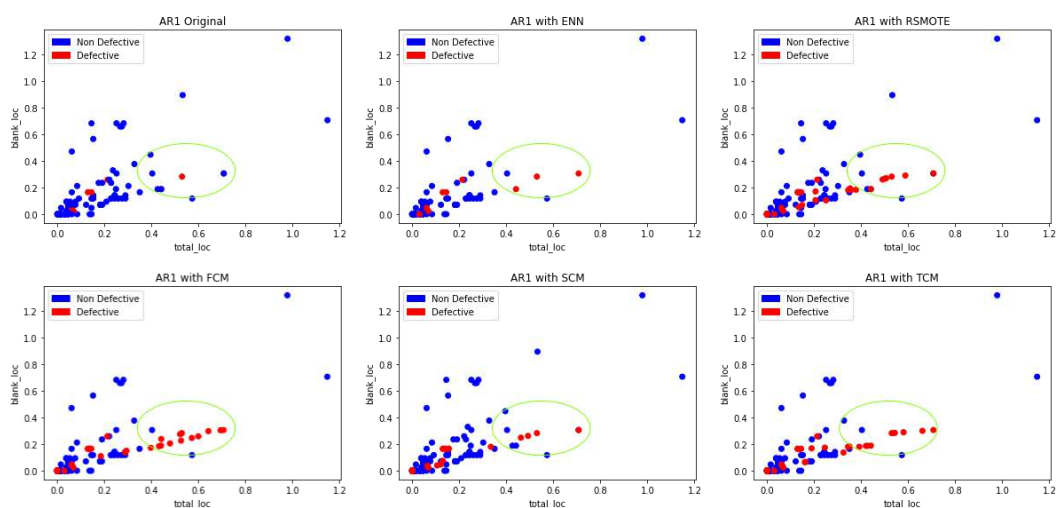 AR1 Original
Non Defective
Defective
blank_loc
1.2
1.0
0.8
0.6
0.4
0.2
0.0
0.0 0.2 0.4 0.6 0.8 1.0 1.2
total_loc
AR1 with ENN
Non Defective
Defective
blank_loc
1.2
1.0
0.8
0.6
0.4
0.2
0.0
0.0 0.2 0.4 0.6 0.8 1.0 1.2
total_loc
AR1 with RSMOTE
Non Defective
Defective
blank_loc
1.2
1.0
0.8
0.6
0.4
0.2
0.0
0.0 0.2 0.4 0.6 0.8 1.0 1.2
total_loc
AR1 with FCM
Non Defective
Defective
blank_loc
1.2
1.0
0.8
0.6
0.4
0.2
0.0
0.0 0.2 0.4 0.6 0.8 1.0 1.2
total_loc
AR1 with SCM
Non Defective
Defective
blank_loc
1.2
1.0
0.8
0.6
0.4
0.2
0.0
0.0 0.2 0.4 0.6 0.8 1.0 1.2
total_loc
AR1 with TCM
Non Defective
Defective
blank_loc
1.2
1.0
0.8
0.6
0.4
0.2
0.0
0.0 0.2 0.4 0.6 0.8 1.0 1.2
total_loc